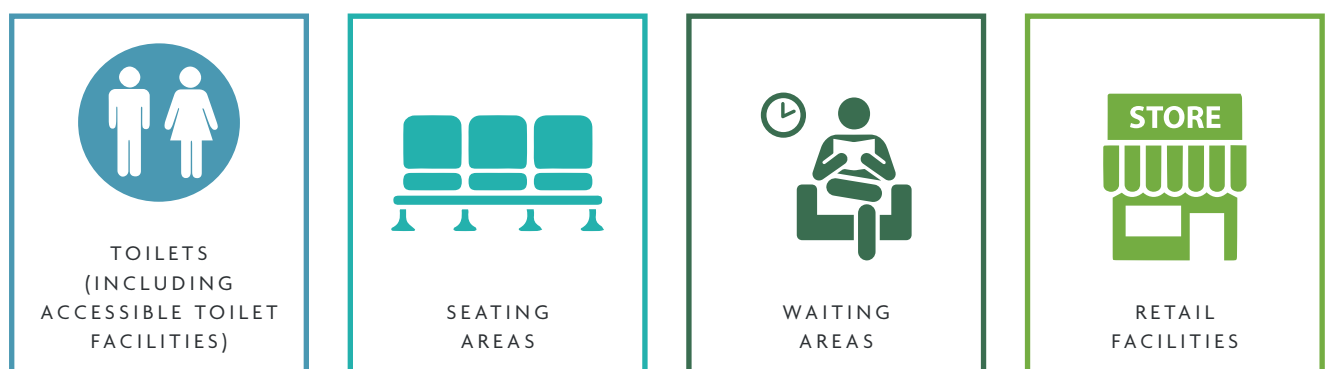 TOILETS
(INCLUDING
ACCESSIBLE TOILET
FACILITIES)
SEATING
AREAS
WAITING
AREAS
STORE
RETAIL
FACILITIES